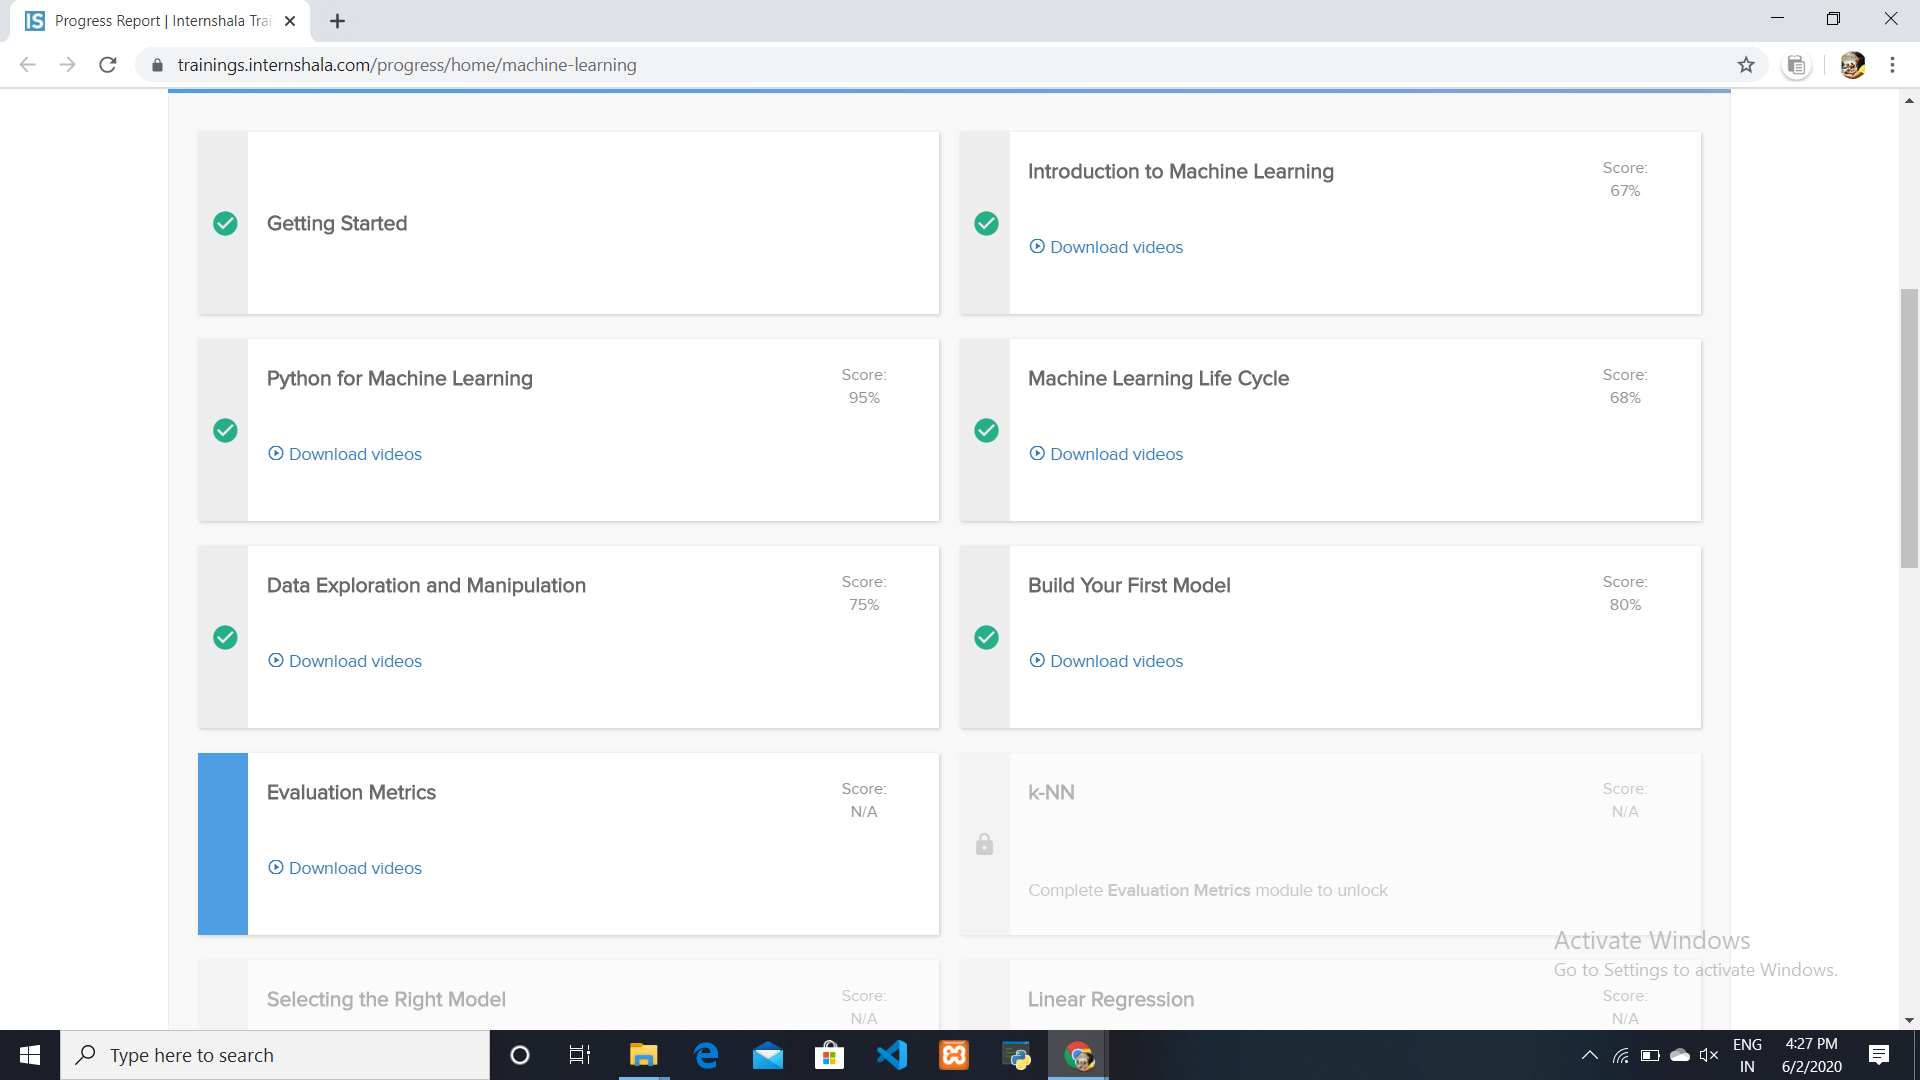 Progress Report | Internshala Trai
trainings.internshala.com/progress/home/machine-learning
Getting Started
Introduction to Machine Learning
Score:
67%
Download videos
Python for Machine Learning
Score:
95%
Download videos
Machine Learning Life Cycle
Score:
68%
Download videos
Data Exploration and Manipulation
Score:
75%
Download videos
Build Your First Model
Score:
80%
Download videos
Evaluation Metrics
Score:
N/A
Download videos
k-NN
Score:
N/A
Complete Evaluation Metrics module to unlock
Selecting the Right Model
Score:
N/A
Linear Regression
Score:
N/A
Activate Windows
Go to Settings to activate Windows.
Type here to search
ENG
IN
4:27 PM
6/2/2020